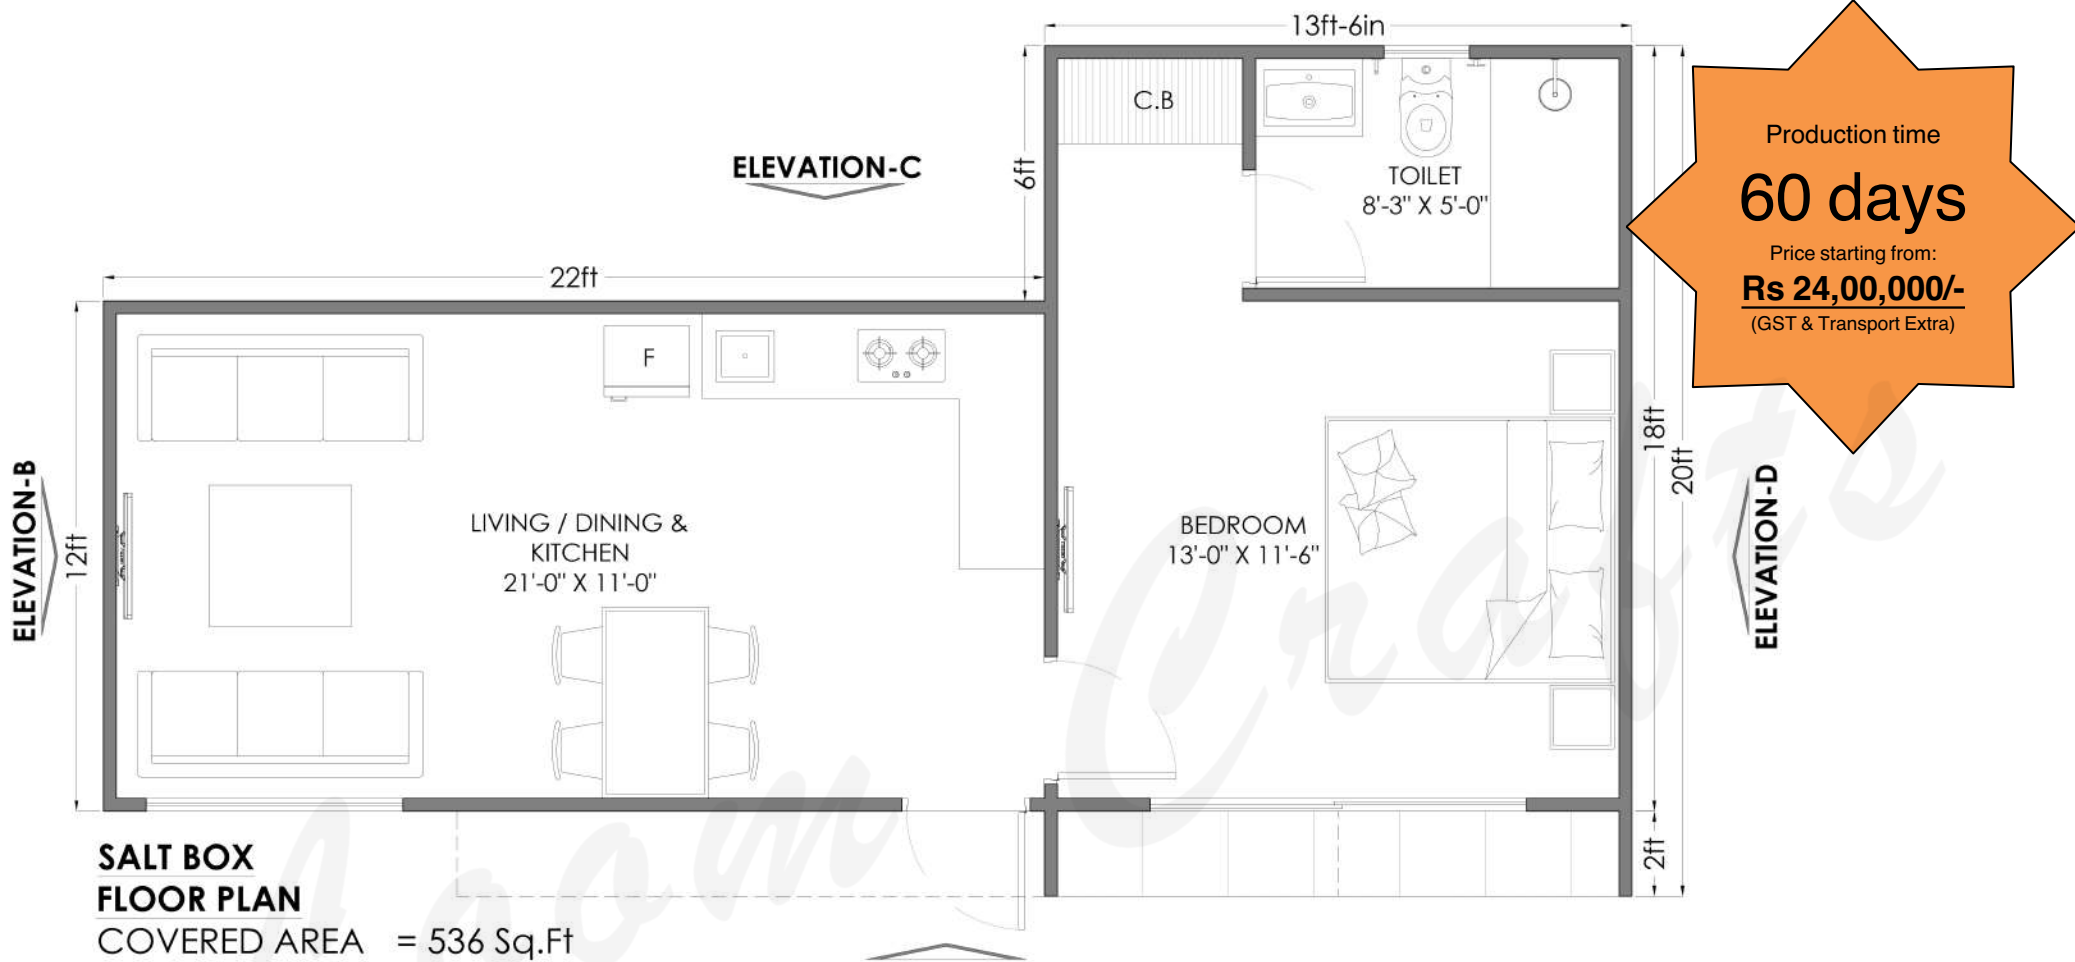 13ft-6in
C.B
ELEVATION-C
6ft
TOILET
8'-3" X 5'-0"
Production time
60 days
Price starting from:
Rs 24,00,000/-
(GST & Transport Extra)
22ft
F
18ft
20ft
ELEVATION-B
12ft
LIVING / DINING &
KITCHEN
21'-0" X 11'-0"
BEDROOM
13'-0" X 11'-6"
ELEVATION-D
2ft
SALT BOX
FLOOR PLAN
COVERED AREA = 536 Sq.Ft
Loom Crafts